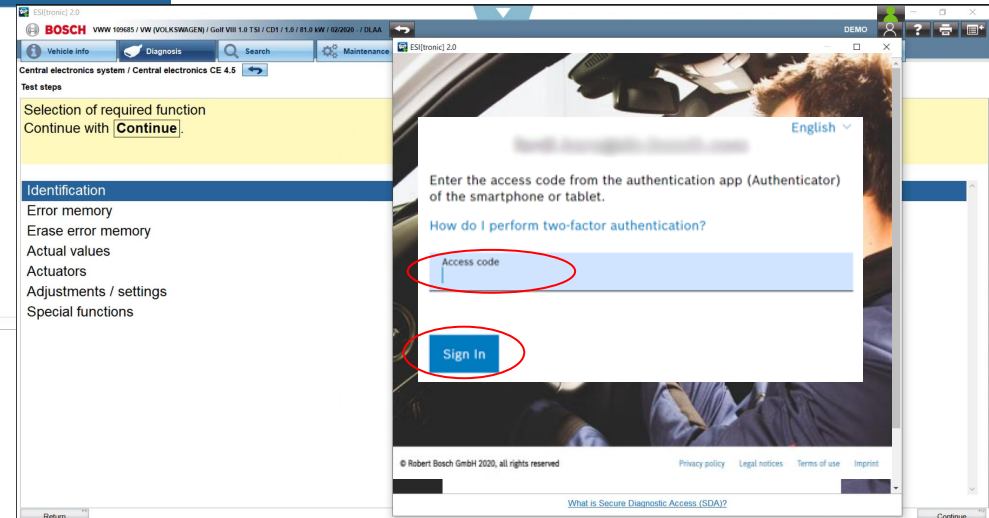 ESI[tronic] 2.0
BOSCH VWW 109685 / VW (VOLKSWAGEN) / Golf VIII 1.0 TSI / CD1 / 1.0 / 81.0 kW / 02/2020 - / DLAA
DEMO
?
Vehicle info
Diagnosis
Search
Maintenance
Central electronics system / Central electronics CE 4.5
Test steps
Selection of required function
Continue with Continue.
Identification
Error memory
Erase error memory
Actual values
Actuators
Adjustments / settings
Special functions
Return
Continue
ESI[tronic] 2.0
English
Enter the access code from the authentication app (Authenticator)
of the smartphone or tablet.
How do I perform two-factor authentication?
Access code
Sign In
© Robert Bosch GmbH 2020, all rights reserved
Privacy policy Legal notices Terms of use Imprint
What is Secure Diagnostic Access (SDA)?